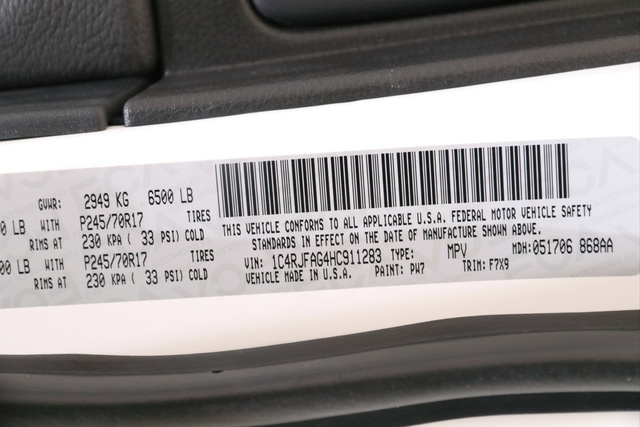 GVWR: 2949 KG 6500 LB
0 LB WITH P245/70R17 TIRES
RIMS AT 230 KPA ( 33 PSI) COLD
00 LB WITH P245/70R17 TIRES
RIMS AT 230 KPA ( 33 PSI) COLD
THIS VEHICLE CONFORMS TO ALL APPLICABLE U.S.A. FEDERAL MOTOR VEHICLE SAFETY
STANDARDS IN EFFECT ON THE DATE OF MANUFACTURE SHOWN ABOVE.
VIN: 1C4RJFAG4HC911283 TYPE: MPV MDH: 051706 868AA
VEHICLE MADE IN U.S.A. PAINT: PW7 TRIM: F7X9